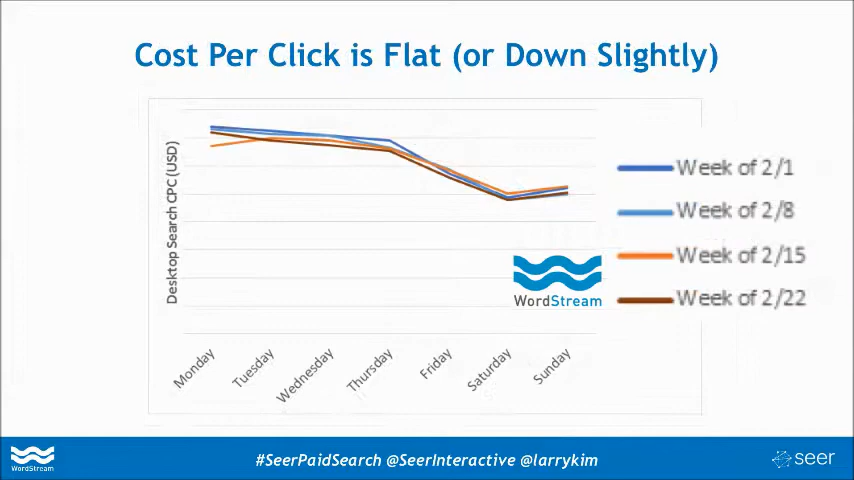 Cost Per Click is Flat (or Down Slightly)
Desktop Search CPC (USD)
Week of 2/1
Week of 2/8
Week of 2/15
Week of 2/22
WordStream
Monday
Tuesday
Wednesday
Thursday
Friday
Saturday
Sunday
WordStream
#SeerPaidSearch @SeerInteractive @larrykim
seer